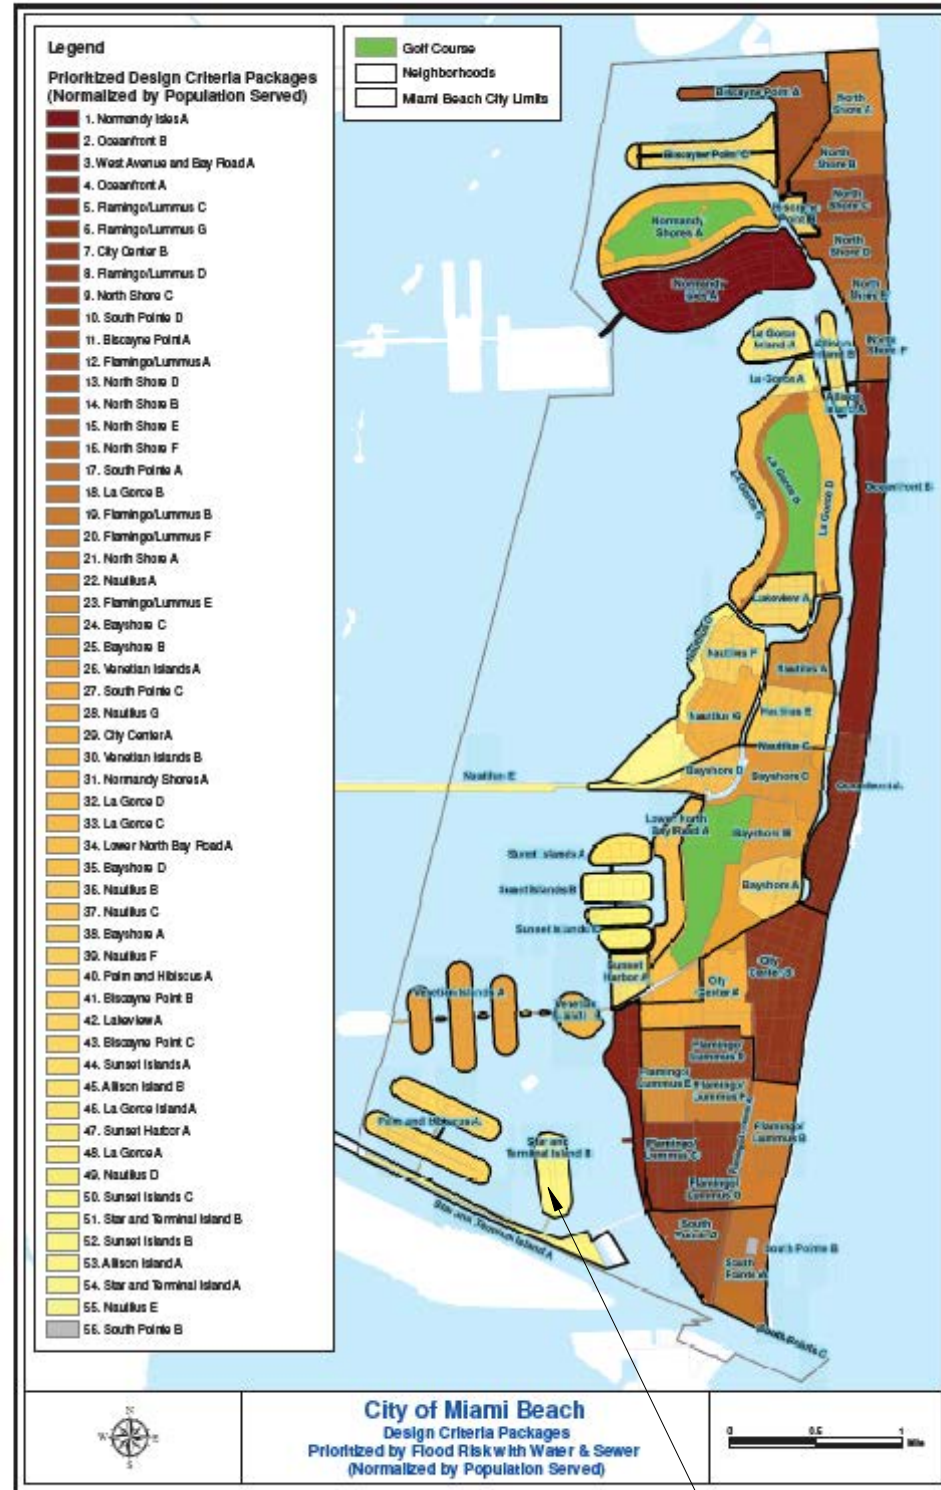 Legend
Prioritized Design Criteria Packages
(Normalized by Population Served)
1. Normandy Isles A
2. Oceanfront B
3. West Avenue and Bay Road A
4. Oceanfront A
5. Flamingo/Lummus C
6. Flamingo/Lummus G
7. City Center B
8. Flamingo/Lummus D
9. North Shore C
10. South Pointe D
11. Biscayne Point A
12. Flamingo/Lummus A
13. North Shore D
14. North Shore B
15. North Shore E
16. North Shore F
17. South Pointe A
18. La Gorce B
19. Flamingo/Lummus B
20. Flamingo/Lummus F
21. North Shore A
22. Nautilus A
23. Flamingo/Lummus E
24. Bayshore C
25. Bayshore B
26. Venetian Islands A
27. South Pointe C
28. Nautilus G
29. City Center A
30. Venetian Islands B
31. Normandy Shores A
32. La Gorce D
33. La Gorce C
34. Lower North Bay Road A
35. Bayshore D
36. Nautilus B
37. Nautilus C
38. Bayshore A
39. Nautilus F
40. Palm and Hibiscus A
41. Biscayne Point B
42. Lakeview A
43. Biscayne Point C
44. Sunset Islands A
45. Allison Island B
46. La Gorce Island A
47. Sunset Harbor A
48. La Gorce A
49. Nautilus D
50. Sunset Islands C
51. Star and Terminal Island B
52. Sunset Islands B
53. Allison Island A
54. Star and Terminal Island A
55. Nautilus E
56. South Pointe B
Golf Course
Neighborhoods
Miami Beach City Limits
Biscayne Point A
North
Shore A
Biscayne Point C
North
Shore B
North
Shore C
Biscayne
Point B
Normandy
Shores A
North
Shore D
Normandy
Isles A
North
Shore E
La Gorce
Island A
Allison
Island B
North
Shore F
La Gorce A
Allison
Island A
La Gorce B
La Gorce C
La Gorce D
Oceanfront B
Lakeview A
Nautilus F
Nautilus A
Nautilus G
Nautilus C
Nautilus E
Bayshore D
Bayshore C
Oceanfront A
Lower North
Bay Road A
Bayshore B
Sunset Islands A
Sunset Islands B
Bayshore A
Sunset Islands C
Sunset
Harbor A
City
Center B
City
Center A
Venetian Islands A
Venetian
Flamingo/
Lummus E
Flamingo/
Lummus F
Palm and Hibiscus A
Star and
Terminal Island B
Flamingo/
Lummus B
Flamingo/
Lummus C
Flamingo/
Lummus D
Star and Terminal Island A
South
South Pointe B
South
Pointe A
South Pointe C
City of Miami Beach
Design Criteria Packages
Prioritized by Flood Risk with Water & Sewer
(Normalized by Population Served)
N
W
E
S
0 0.5 1
Mile